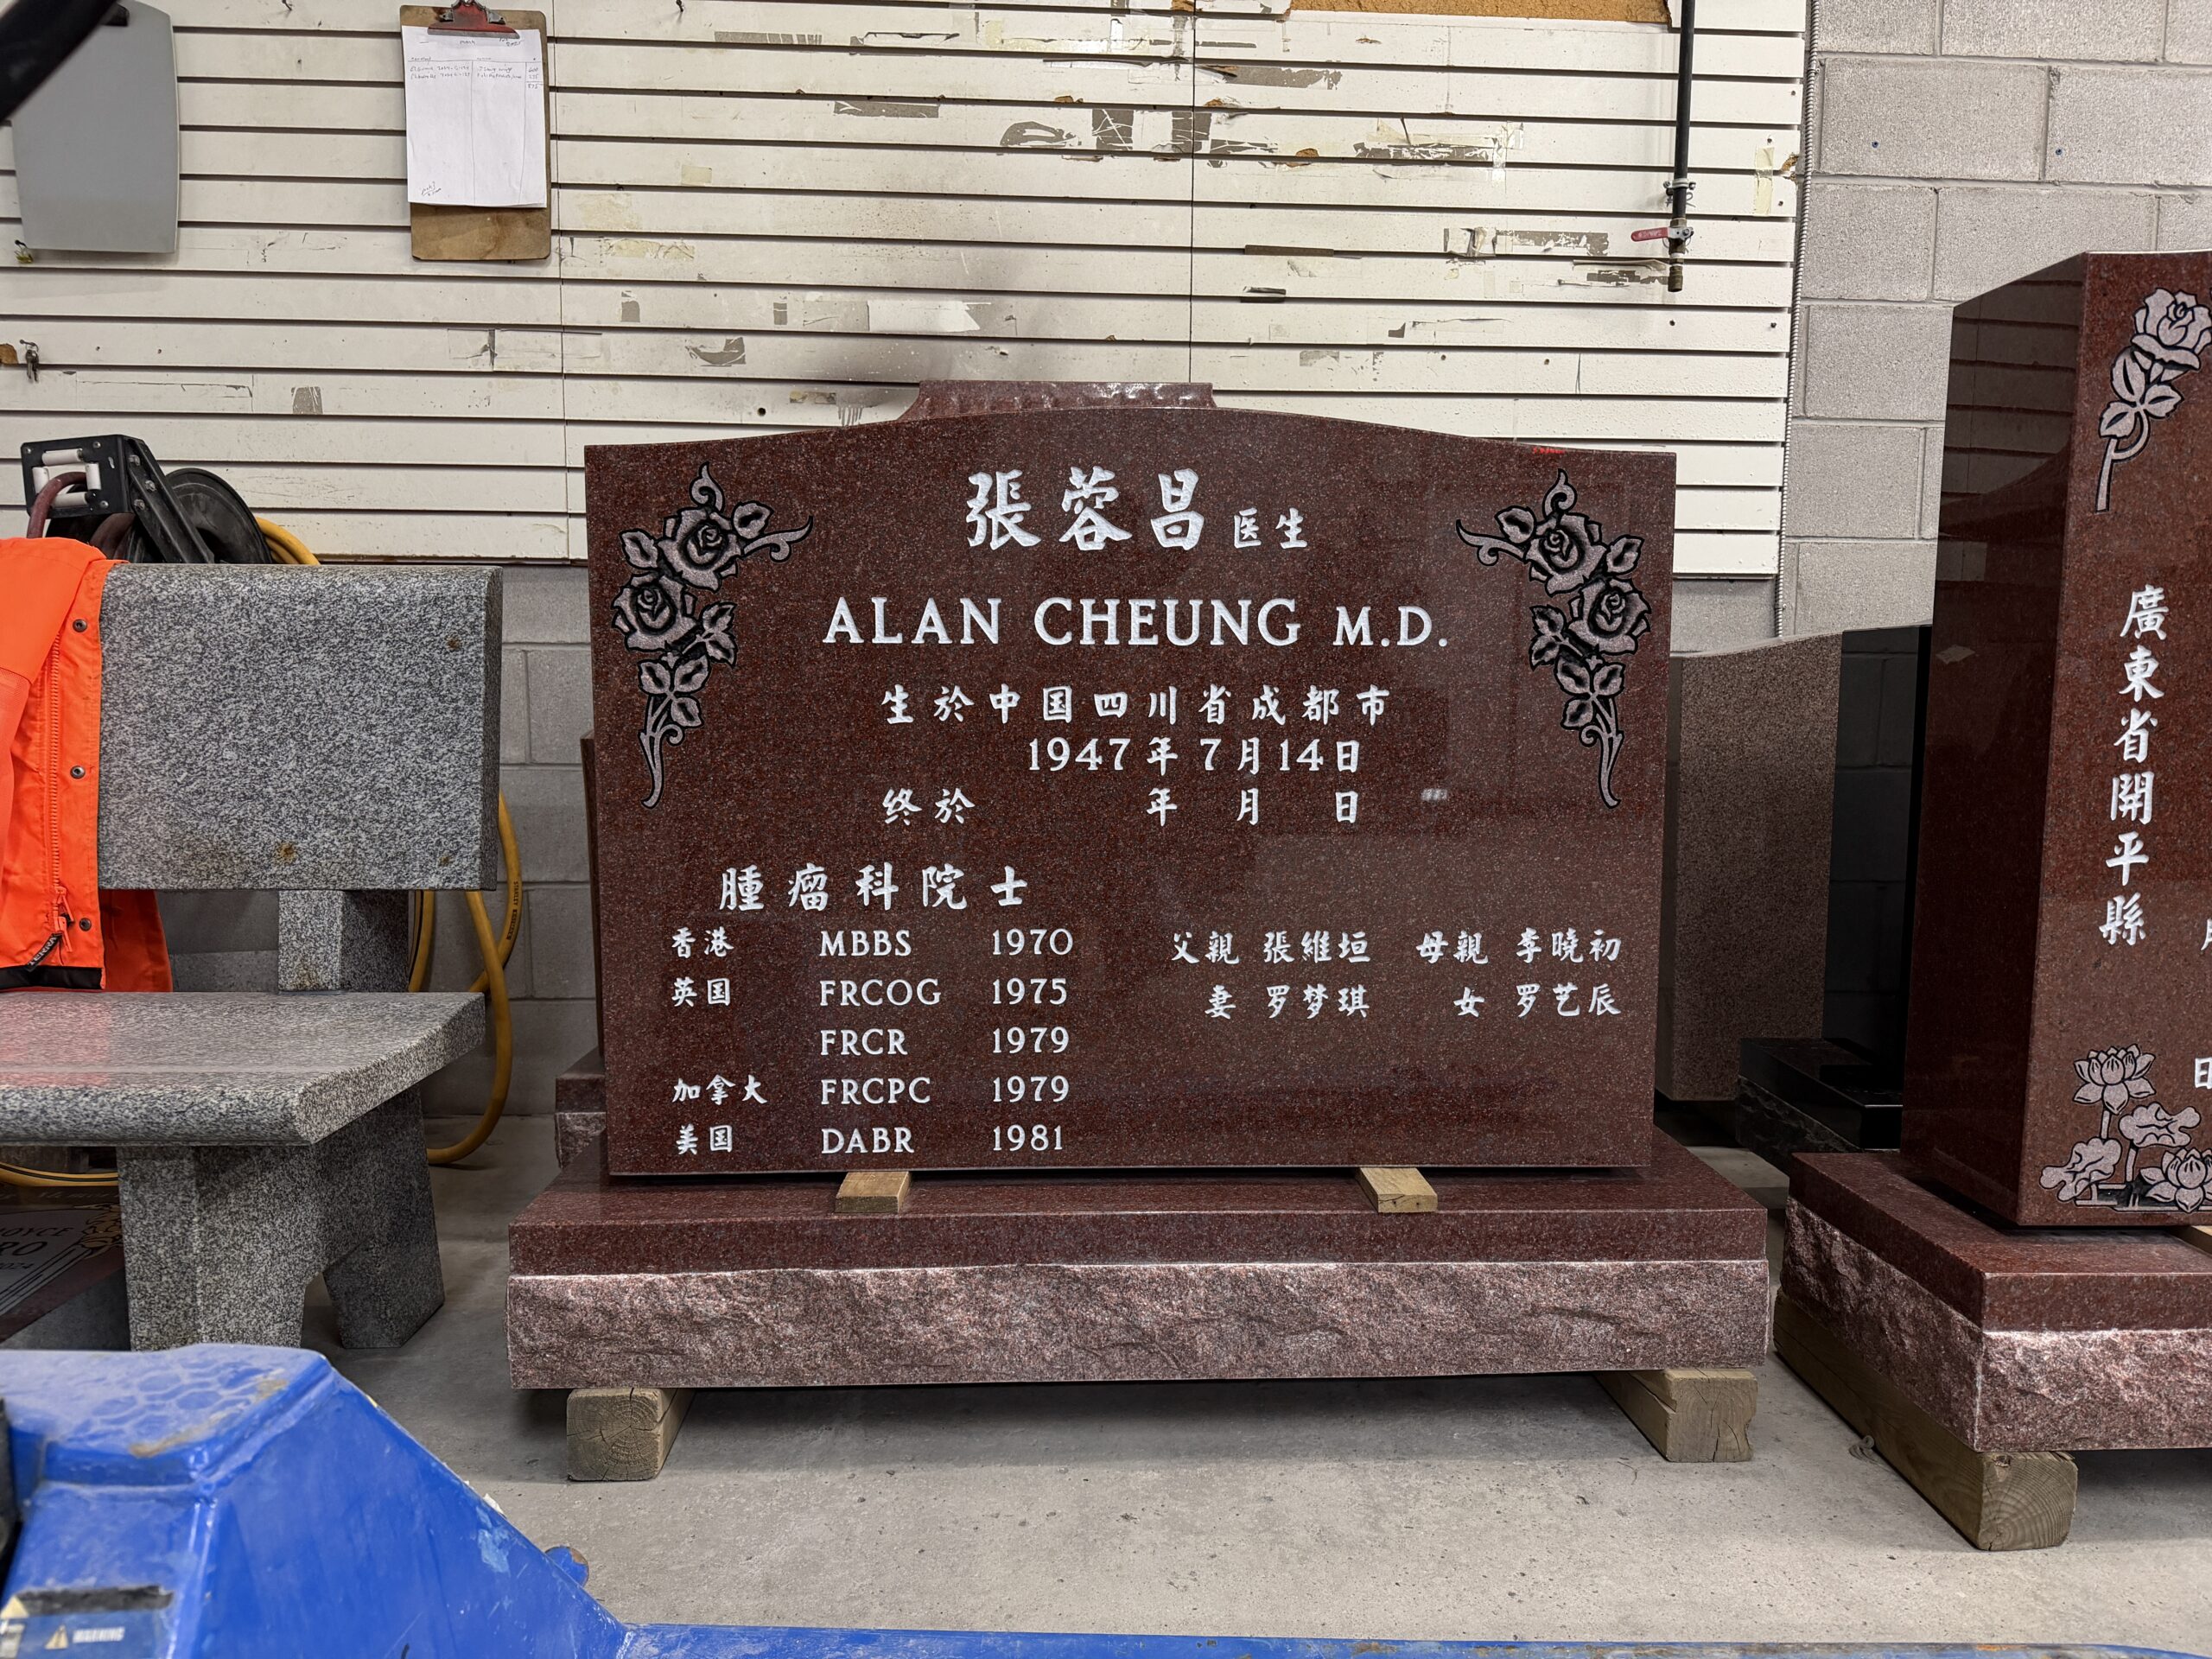 張蓉昌 医生
ALAN CHEUNG M.D.
生於中国四川省成都市
1947年7月14日
终於 年 月 日
腫瘤科院士
香港 MBBS 1970
英国 FRCOG 1975
FRCR 1979
加拿大 FRCPC 1979
美国 DABR 1981
父親 張維垣 母親 李曉初
妻 罗梦琪 女 罗艺辰
廣東省開平縣
WARNING